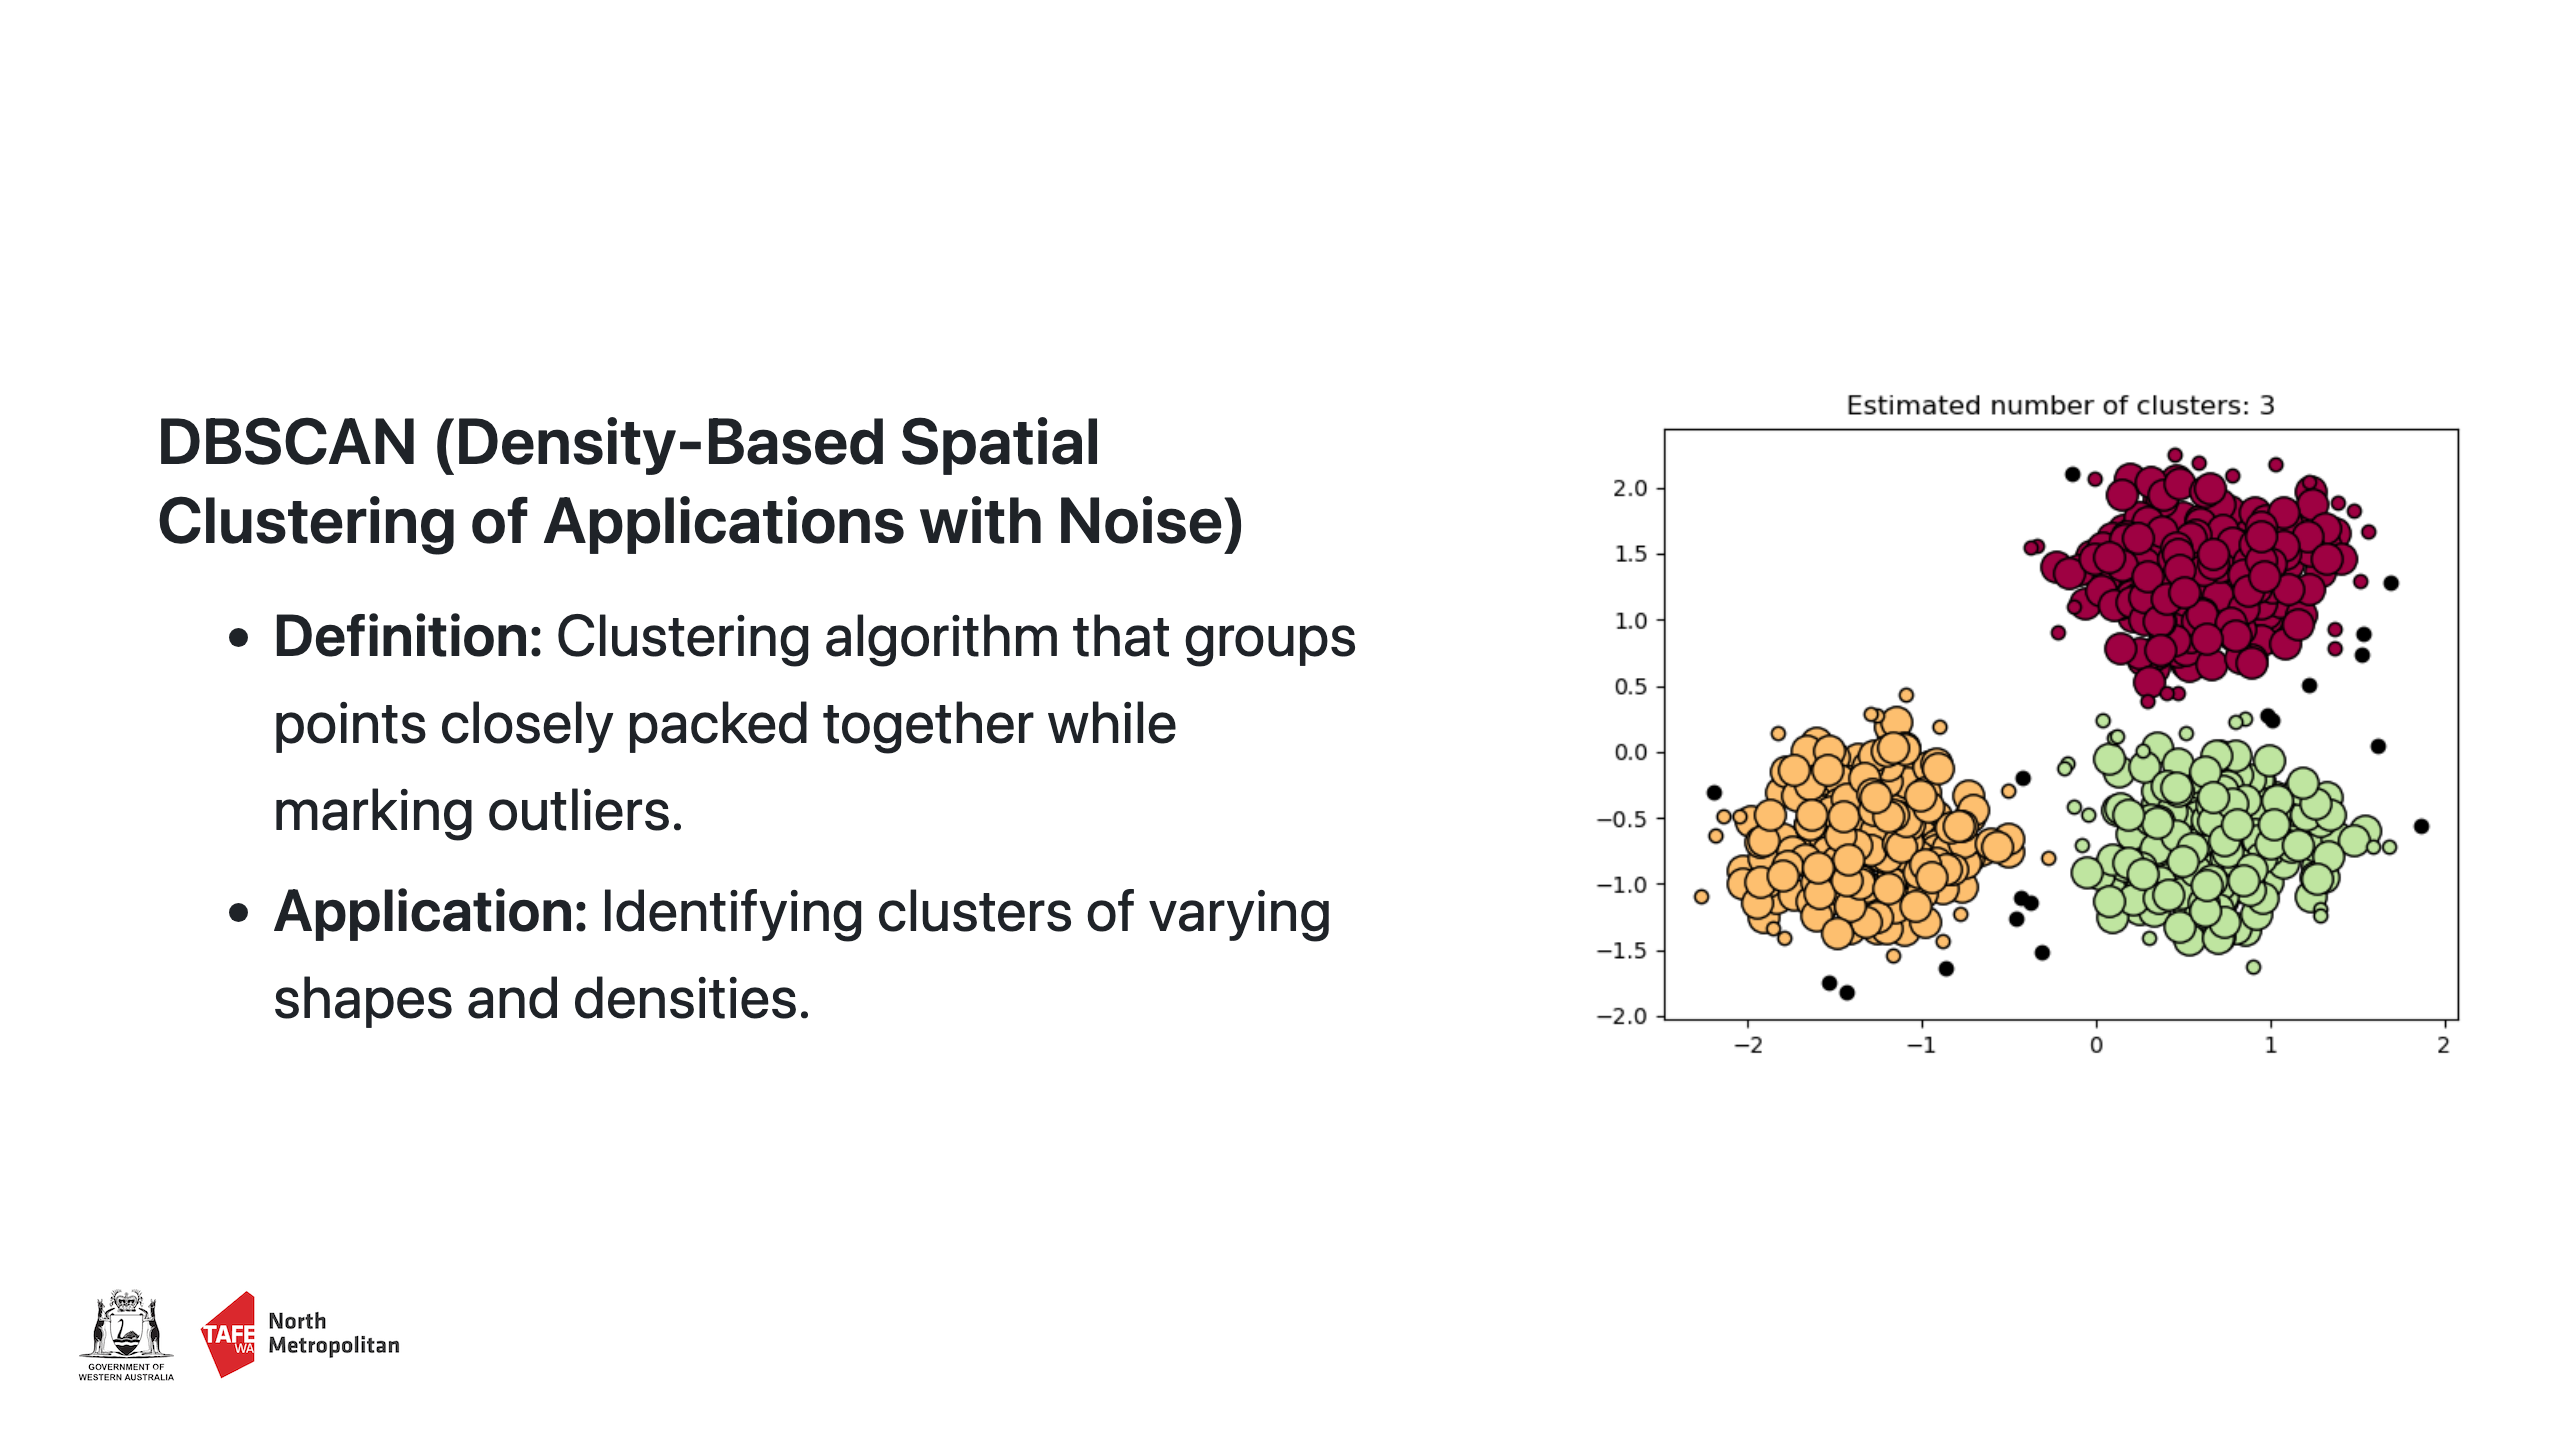 DBSCAN (Density-Based Spatial
Clustering of Applications with Noise)
• Definition: Clustering algorithm that groups
points closely packed together while
marking outliers.
• Application: Identifying clusters of varying
shapes and densities.
Estimated number of clusters: 3
2.0
1.5
1.0
0.5
0.0
−0.5
−1.0
−1.5
−2.0
−2 −1 0 1 2
GOVERNMENT OF
WESTERN AUSTRALIA
TAFE
WA
North
Metropolitan